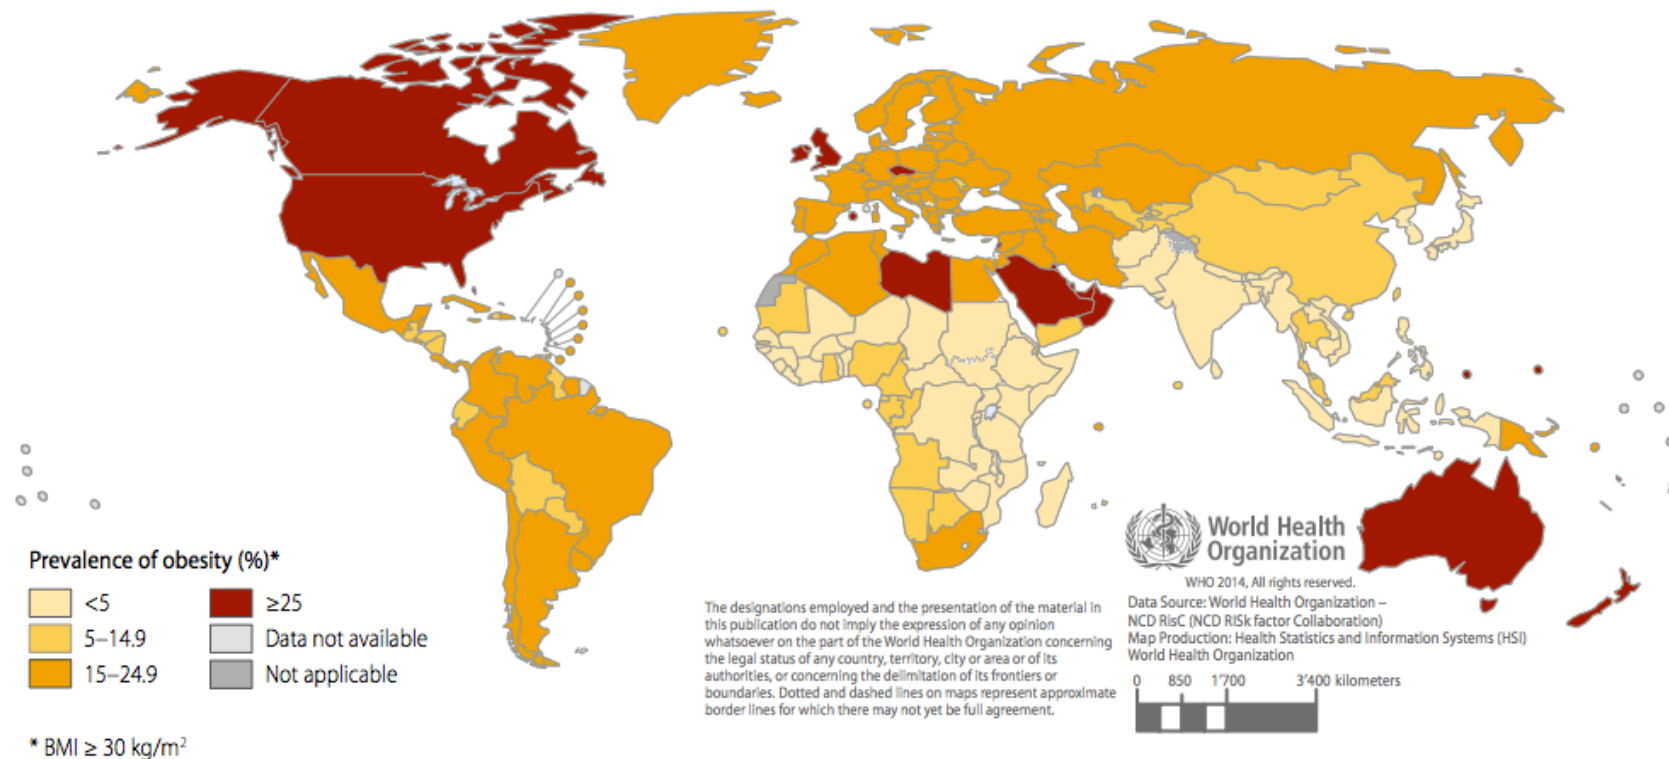 Prevalence of obesity (%)*
<5
5–14.9
15–24.9
≥25
Data not available
Not applicable
* BMI ≥ 30 kg/m²
The designations employed and the presentation of the material in
this publication do not imply the expression of any opinion
whatsoever on the part of the World Health Organization concerning
the legal status of any country, territory, city or area or of its
authorities, or concerning the delimitation of its frontiers or
boundaries. Dotted and dashed lines on maps represent approximate
border lines for which there may not yet be full agreement.
World Health
Organization
WHO 2014, All rights reserved.
Data Source: World Health Organization –
NCD RisC (NCD RISk factor Collaboration)
Map Production: Health Statistics and Information Systems (HSI)
World Health Organization
0 850 1'700 3'400 kilometers